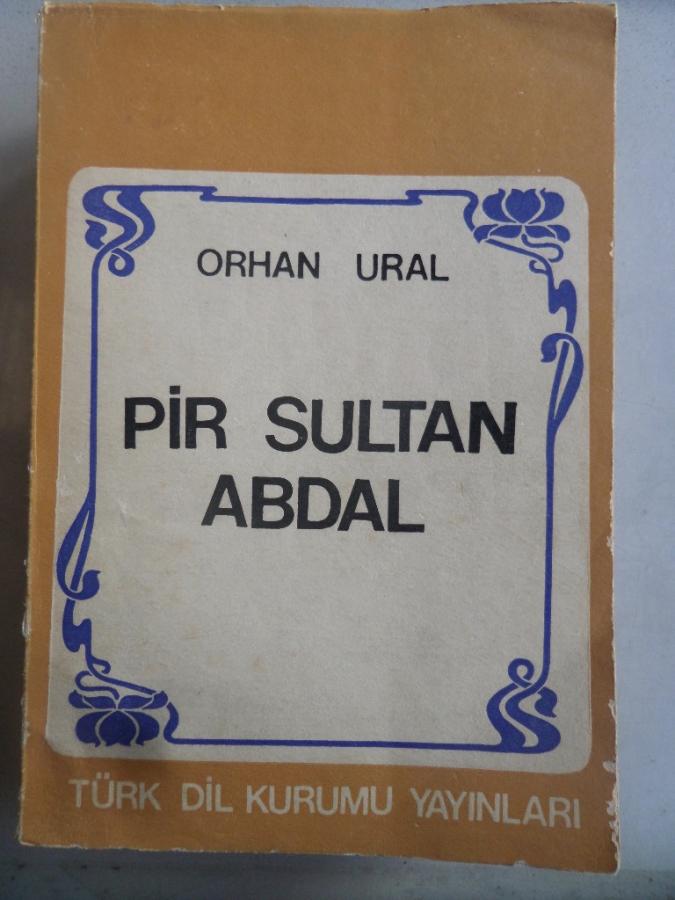 ORHAN URAL
PİR SULTAN
ABDAL
TÜRK DİL KURUMU YAYINLARI